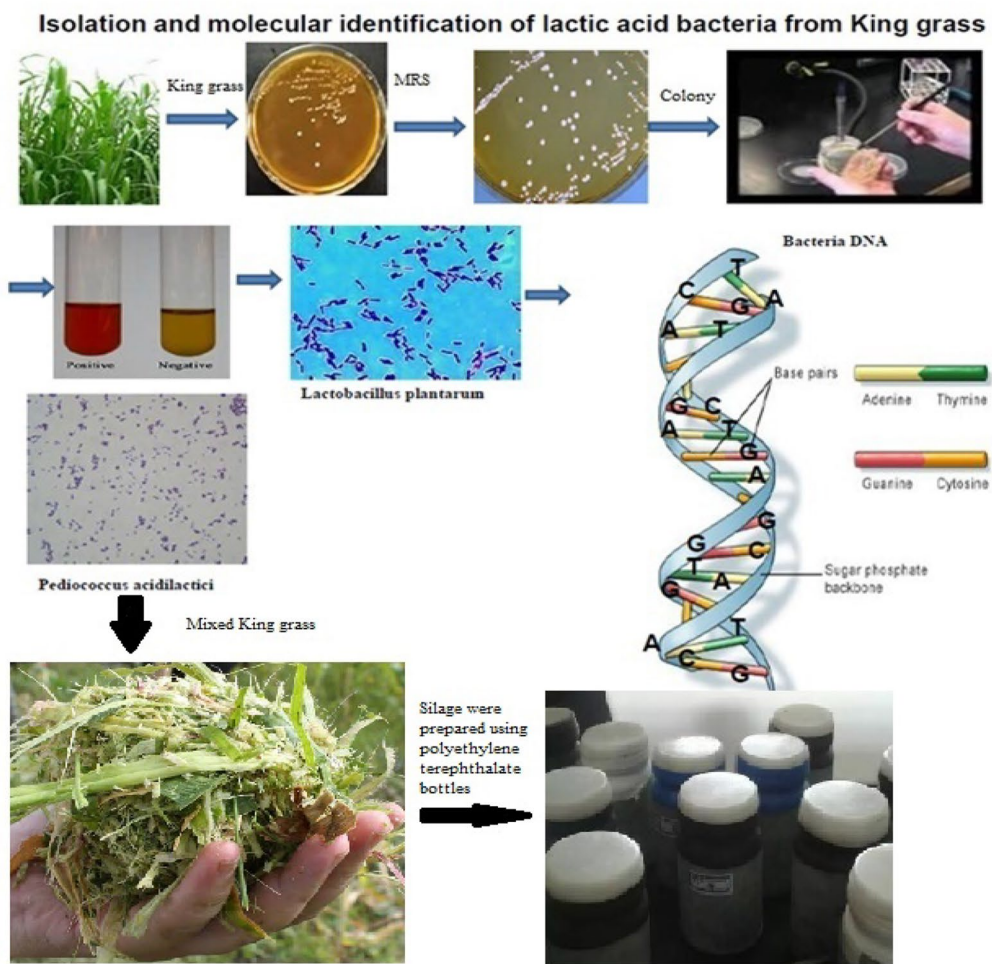 Isolation and molecular identification of lactic acid bacteria from King grass
King grass
MRS
Colony
Positive
Negative
Lactobacillus plantarum
Pediococcus acidilactici
Bacteria DNA
T
C
G
A
A
T
Base pairs
Adenine
Thymine
G
C
A
T
G
A
Guanine
Cytosine
G
G
C
T
A
G
Sugar phosphate
backbone
T
A
C
G
Mixed King grass
Silage were
prepared using
polyethylene
terephthalate
bottles